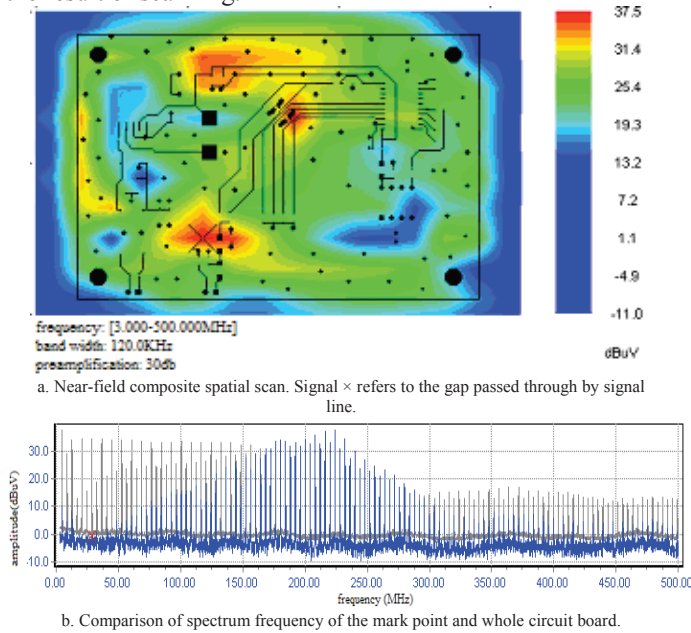 37.5
31.4
25.4
19.3
13.2
7.2
1.1
-4.9
-11.0
dBuV
frequency: [3.000-500.000MHz]
band width: 120.0KHz
preamplification: 30db
a. Near-field composite spatial scan. Signal × refers to the gap passed through by signal
line.
amplitude(dBuV)
30.0
20.0
10.0
0.0
-10.0
0.00 50.00 100.00 150.00 200.00 250.00 300.00 350.00 400.00 450.00 500.00
frequency (MHz)
b. Comparison of spectrum frequency of the mark point and whole circuit board.